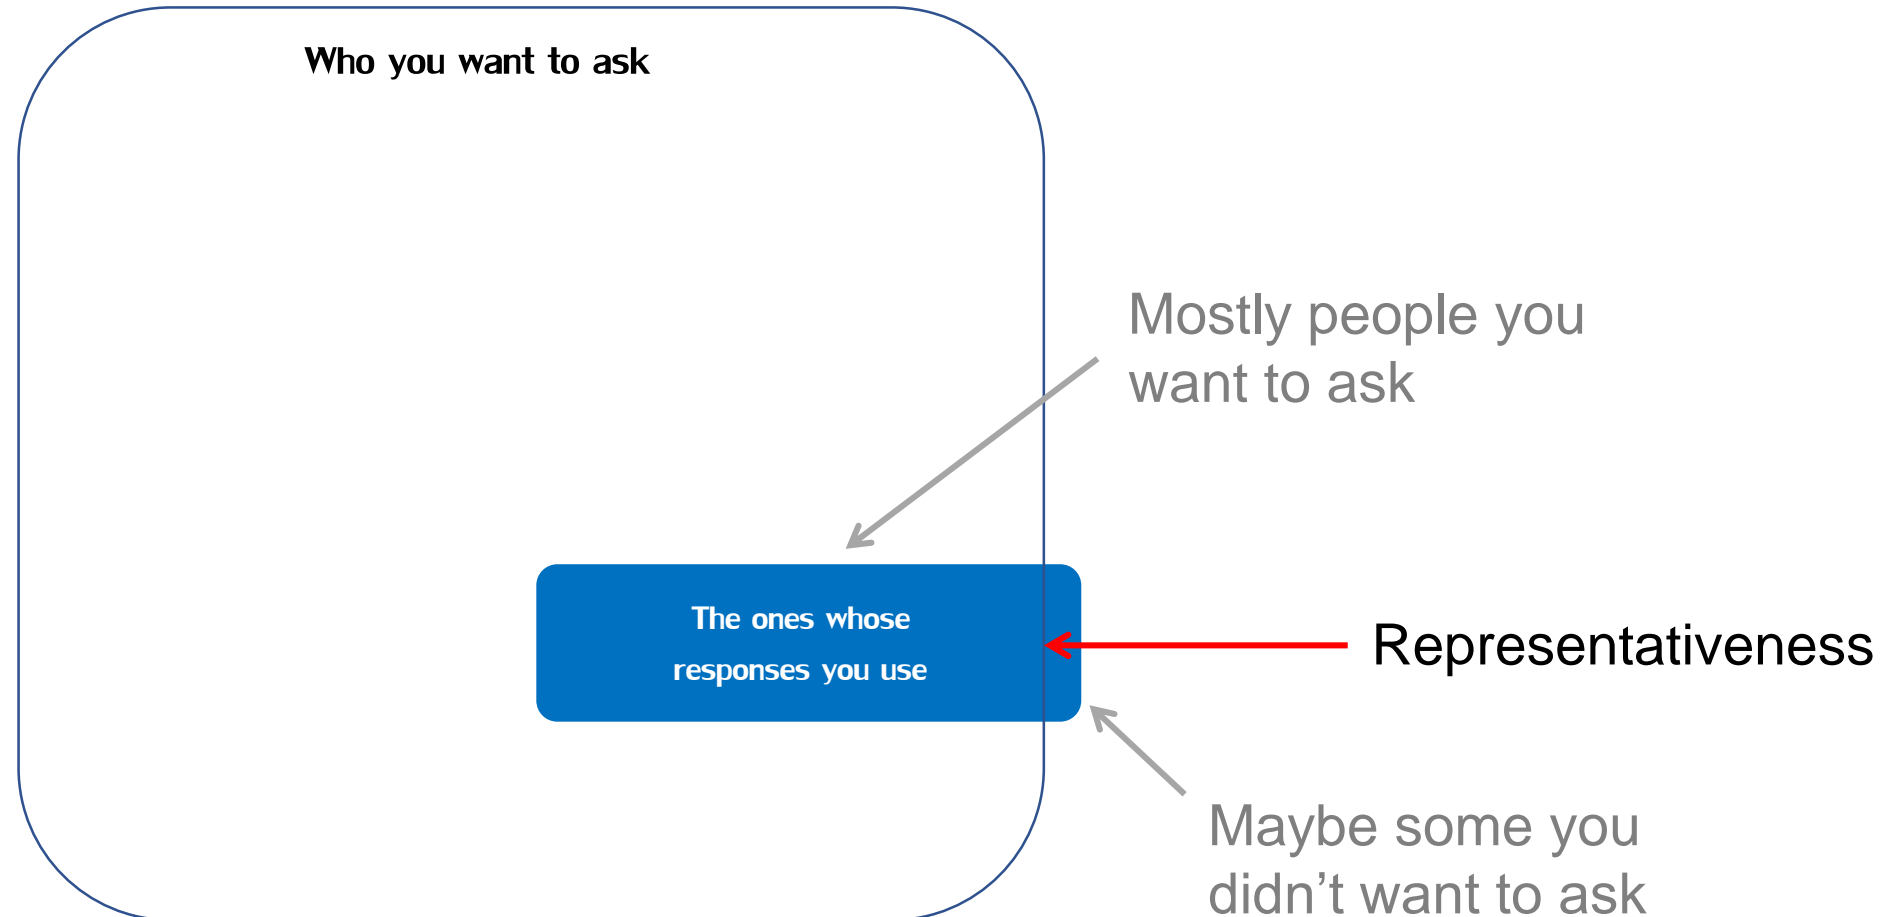 Who you want to ask
Mostly people you
want to ask
The ones whose
responses you use
Representativeness
Maybe some you
didn’t want to ask